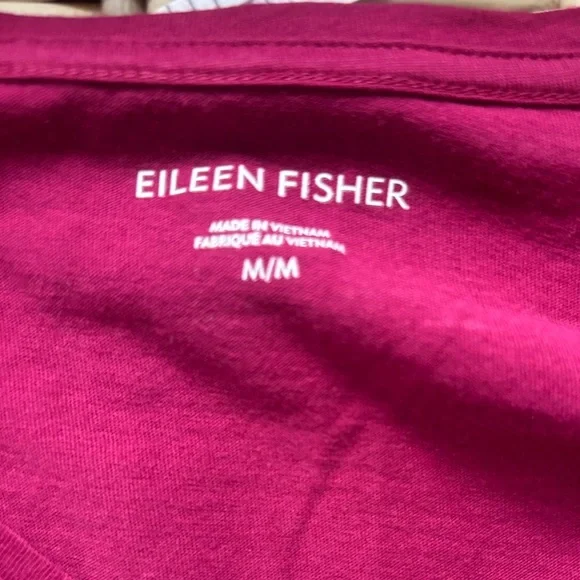 EILEEN FISHER
MADE IN VIETNAM
FABRIQUÉ AU VIETNAM
M/M